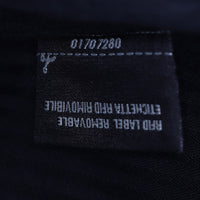 01707280
RFID LABEL REMOVABLE
ETICHETTA RFID RIMOVIBILE